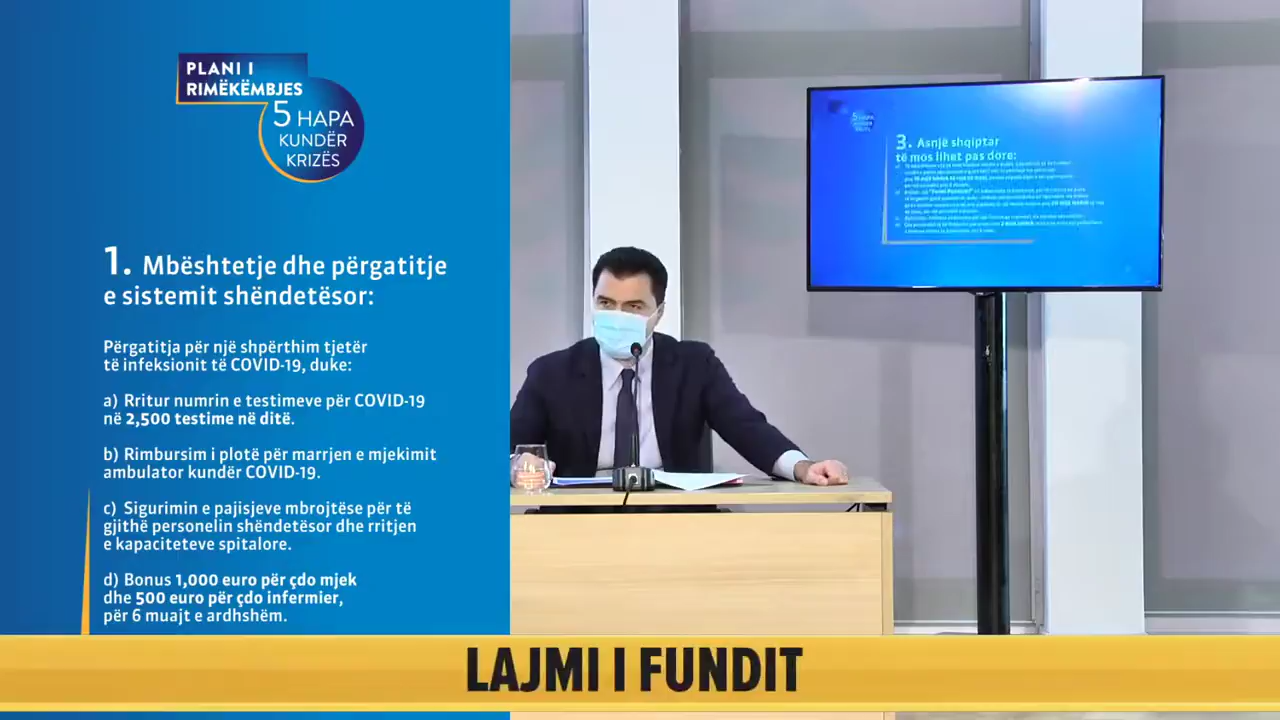 PLANI I
RIMËKËMBJES
5 HAPA
KUNDËR
KRIZËS
1. Mbështetje dhe përgatitje
e sistemit shëndetësor:
Përgatitja për një shpërthim tjetër
të infeksionit të COVID-19, duke:
a) Rritur numrin e testimeve për COVID-19
në 2,500 testime në ditë.
b) Rimbursim i plotë për marrjen e mjekimit
ambulator kundër COVID-19.
c) Sigurimin e pajisjeve mbrojtëse për të
gjithë personelin shëndetësor dhe rritjen
e kapaciteteve spitalore.
d) Bonus 1,000 euro për çdo mjek
dhe 500 euro për çdo infermier,
për 6 muajt e ardhshëm.
5 HAPA
3. Asnjë shqiptar
të mos lihet pas dore:
LAJMI I FUNDIT